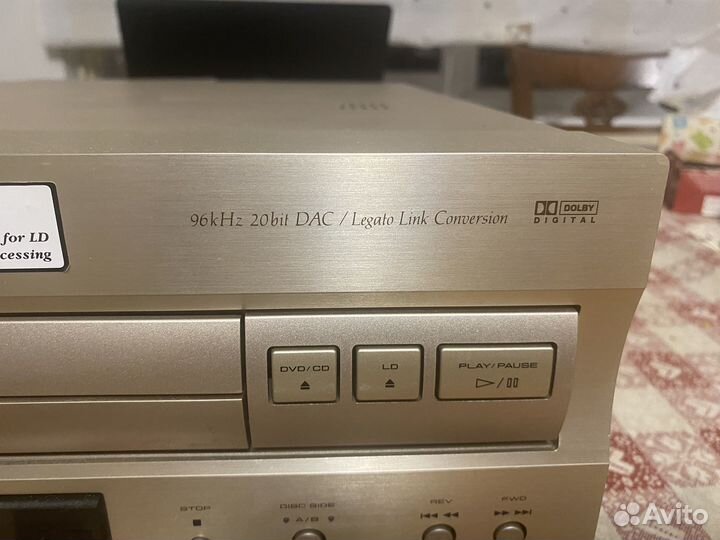 for LD
cessing
96kHz 20bit DAC / Legato Link Conversion
DOLBY
DIGITAL
DVD/CD
LD
PLAY/PAUSE
STOP
DISC SIDE
A/B
REV
FWD
Avito